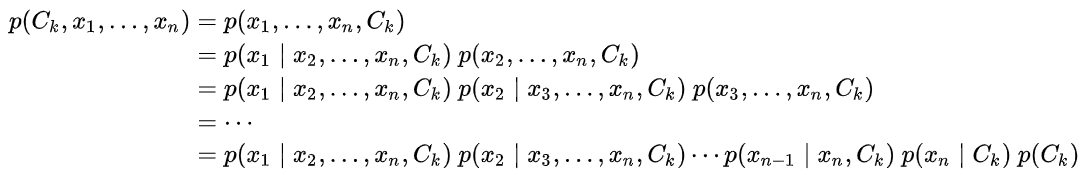 p(C_k, x_1, …, x_n) = p(x_1, …, x_n, C_k)
= p(x_1 ∣ x_2, …, x_n, C_k) p(x_2, …, x_n, C_k)
= p(x_1 ∣ x_2, …, x_n, C_k) p(x_2 ∣ x_3, …, x_n, C_k) p(x_3, …, x_n, C_k)
= ⋯
= p(x_1 ∣ x_2, …, x_n, C_k) p(x_2 ∣ x_3, …, x_n, C_k) ⋯ p(x_{n−1} ∣ x_n, C_k) p(x_n ∣ C_k) p(C_k)